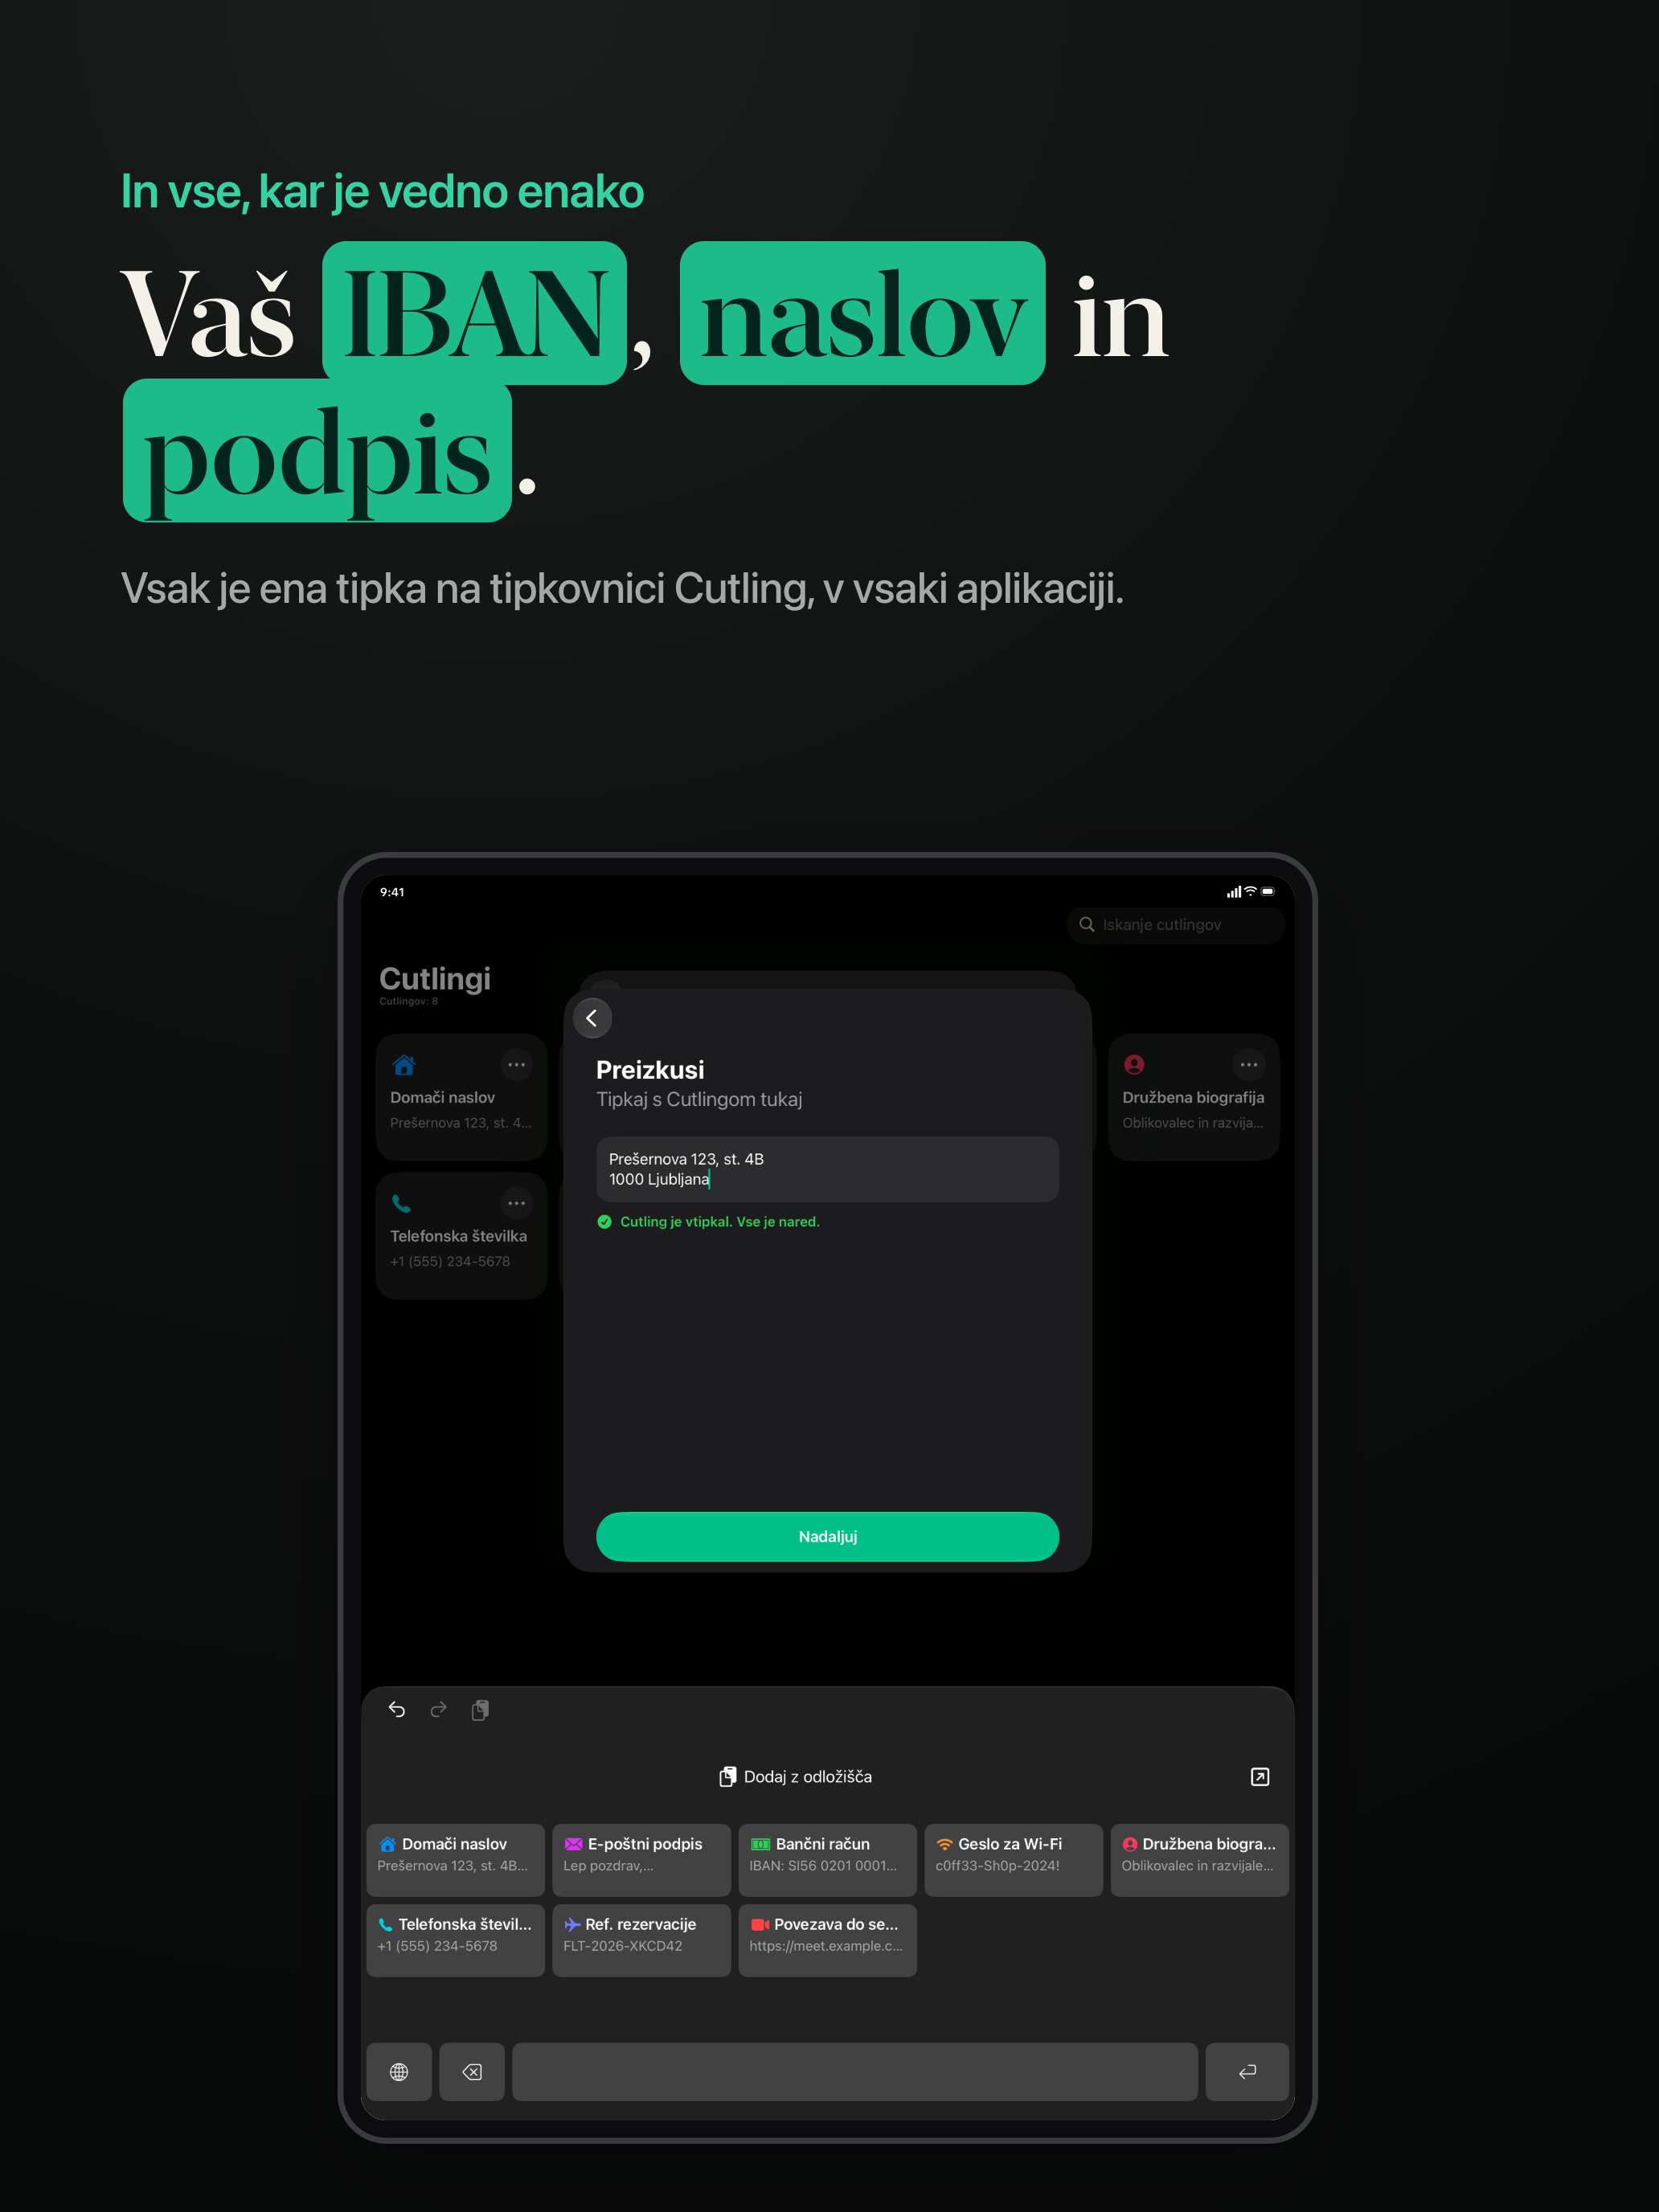 In vse, kar je vedno enako
Vaš IBAN, naslov in
podpis.
Vsak je ena tipka na tipkovnici Cutling, v vsaki aplikaciji.
9:41
Iskanje cutlingov
Cutlingi
Cutlingov: 8
Domači naslov
Prešernova 123, st. 4...
Telefonska številka
+1 (555) 234-5678
Družbena biografija
Oblikovalec in razvija...
Preizkusi
Tipkaj s Cutlingom tukaj
Prešernova 123, st. 4B
1000 Ljubljana
Cutling je vtipkal. Vse je nared.
Nadaljuj
Dodaj z odložišča
Domači naslov
Prešernova 123, st. 4B...
E-poštni podpis
Lep pozdrav,...
Bančni račun
IBAN: SI56 0201 0001...
Geslo za Wi-Fi
c0ff33-Sh0p-2024!
Družbena biogra...
Oblikovalec in razvijale...
Telefonska števil...
+1 (555) 234-5678
Ref. rezervacije
FLT-2026-XKCD42
Povezava do se...
https://meet.example.c...